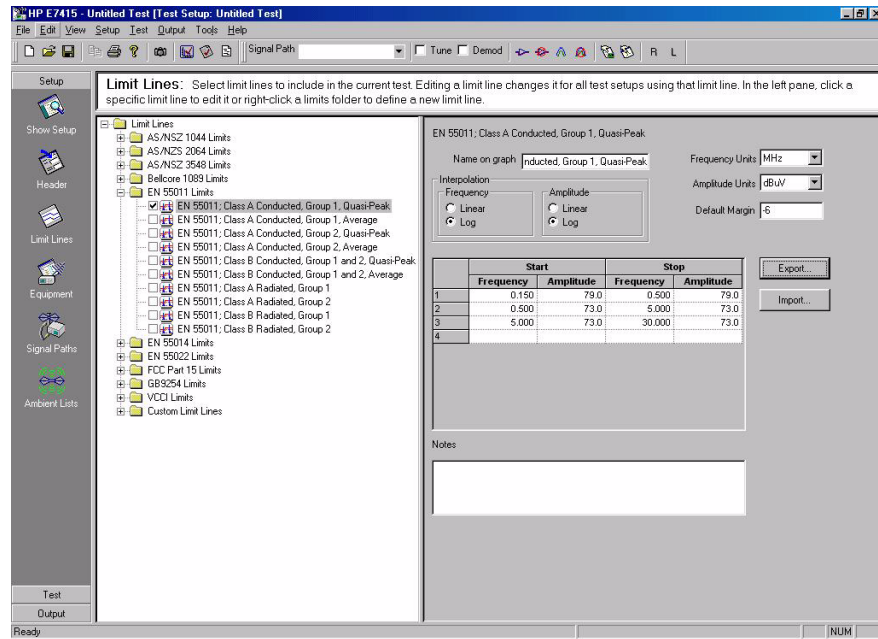 HP E7415 - Untitled Test [Test Setup: Untitled Test]
File Edit View Setup Test Output Tools Help
Signal Path Tune Demod R L
Setup
Show Setup
Header
Limit Lines
Equipment
Signal Paths
Ambient Lists
Test
Output
Limit Lines: Select limit lines to include in the current test. Editing a limit line changes it for all test setups using that limit line. In the left pane, click a
specific limit line to edit it or right-click a limits folder to define a new limit line.
Limit Lines
AS/NSZ 1044 Limits
AS/NZS 2064 Limits
AS/NSZ 3548 Limits
Bellcore 1089 Limits
EN 55011 Limits
EN 55011; Class A Conducted, Group 1, Quasi-Peak
EN 55011; Class A Conducted, Group 1, Average
EN 55011; Class A Conducted, Group 2, Quasi-Peak
EN 55011; Class A Conducted, Group 2, Average
EN 55011; Class B Conducted, Group 1 and 2, Quasi-Peak
EN 55011; Class B Conducted, Group 1 and 2, Average
EN 55011; Class A Radiated, Group 1
EN 55011; Class A Radiated, Group 2
EN 55011; Class B Radiated, Group 1
EN 55011; Class B Radiated, Group 2
EN 55014 Limits
EN 55022 Limits
FCC Part 15 Limits
GB9254 Limits
VCCI Limits
Custom Limit Lines
EN 55011; Class A Conducted, Group 1, Quasi-Peak
Name on graph nducted, Group 1, Quasi-Peak
Frequency Units MHz
Amplitude Units dBuV
Default Margin -6
Interpolation
Frequency Amplitude
Linear Linear
Log Log
Start Stop
Frequency Amplitude Frequency Amplitude
1 0.150 79.0 0.500 79.0
2 0.500 73.0 5.000 73.0
3 5.000 73.0 30.000 73.0
4
Export...
Import...
Notes
Ready NUM